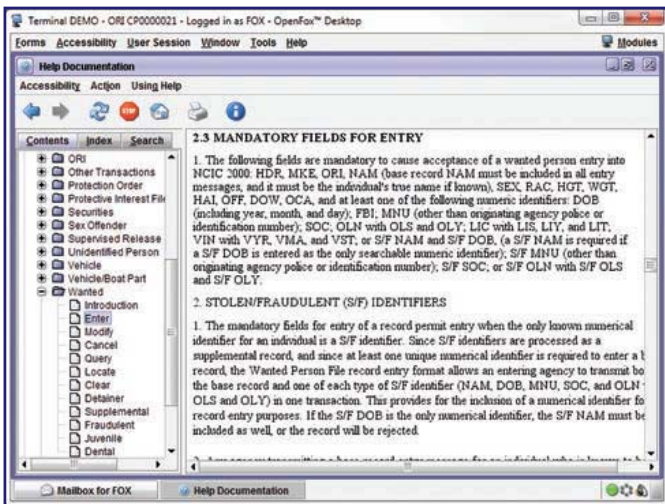 Terminal DEMO - ORI CP0000021 - Logged in as FOX - OpenFox™ Desktop
Forms Accessibility User Session Window Tools Help
Modules
Help Documentation
Accessibility Action Using Help
Contents Index Search
ORI
Other Transactions
Protection Order
Protective Interest File
Securities
Sex Offender
Supervised Release
Unidentified Person
Vehicle
Vehicle/Boat Part
Wanted
Introduction
Enter
Modify
Cancel
Query
Locate
Clear
Detainer
Supplemental
Fraudulent
Juvenile
Dental
2.3 MANDATORY FIELDS FOR ENTRY
1. The following fields are mandatory to cause acceptance of a wanted person entry into
NCIC 2000: HDR, MKE, ORI, NAM (base record NAM must be included in all entry
messages, and it must be the individual's true name if known), SEX, RAC, HGT, WGT,
HAI, OFF, DOW, OCA, and at least one of the following numeric identifiers: DOB
(including year, month, and day); FBI; MNU (other than originating agency police or
identification number); SOC; OLN with OLS and OLY; LIC with LIS, LIY, and LIT;
VIN with VYR, VMA, and VST; or S/F NAM and S/F DOB, (a S/F NAM is required if
a S/F DOB is entered as the only searchable numeric identifier); S/F MNU (other than
originating agency police or identification number); S/F SOC; or S/F OLN with S/F OLS
and S/F OLY.
2. STOLEN/FRAUDULENT (S/F) IDENTIFIERS
1. The mandatory fields for entry of a record permit entry when the only known numerical
identifier for an individual is a S/F identifier. Since S/F identifiers are processed as a
supplemental record, and since at least one unique numerical identifier is required to enter a b
record, the Wanted Person File record entry format allows an entering agency to transmit bo
the base record and one of each type of S/F identifier (NAM, DOB, MNU, SOC, and OLN
OLS and OLY) in one transaction. This provides for the inclusion of a numerical identifier fo
record entry purposes. If the S/F DOB is the only numerical identifier, the S/F NAM must be
included as well, or the record will be rejected.
Mailbox for FOX
Help Documentation